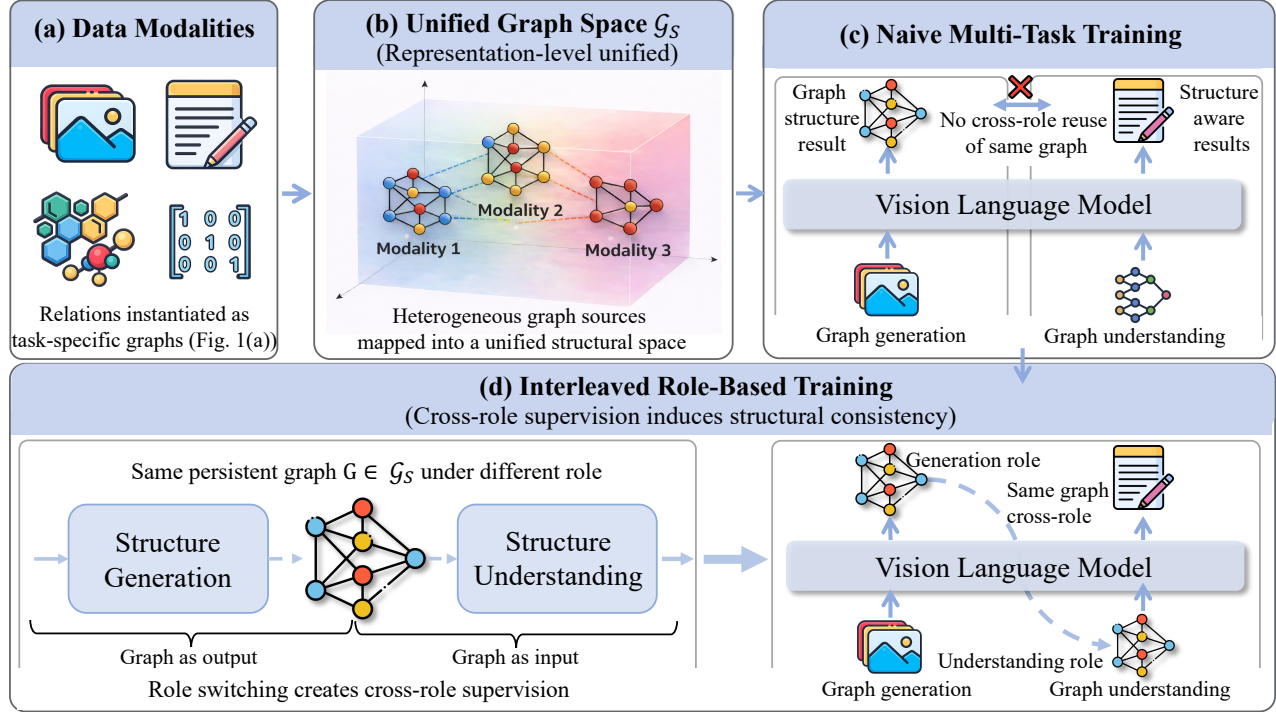 (a) Data Modalities
1 0 0
0 1 0
0 0 1
Relations instantiated as
task-specific graphs (Fig. 1(a))
(b) Unified Graph Space 𝒢_S
(Representation-level unified)
Modality 1
Modality 2
Modality 3
Heterogeneous graph sources
mapped into a unified structural space
(c) Naive Multi-Task Training
Graph
structure
result
No cross-role reuse
of same graph
Structure
aware
results
Vision Language Model
Graph generation
Graph understanding
(d) Interleaved Role-Based Training
(Cross-role supervision induces structural consistency)
Same persistent graph G ∈ 𝒢_S under different role
Structure
Generation
Structure
Understanding
Graph as output
Graph as input
Role switching creates cross-role supervision
Generation role
Same graph
cross-role
Vision Language Model
Understanding role
Graph generation
Graph understanding